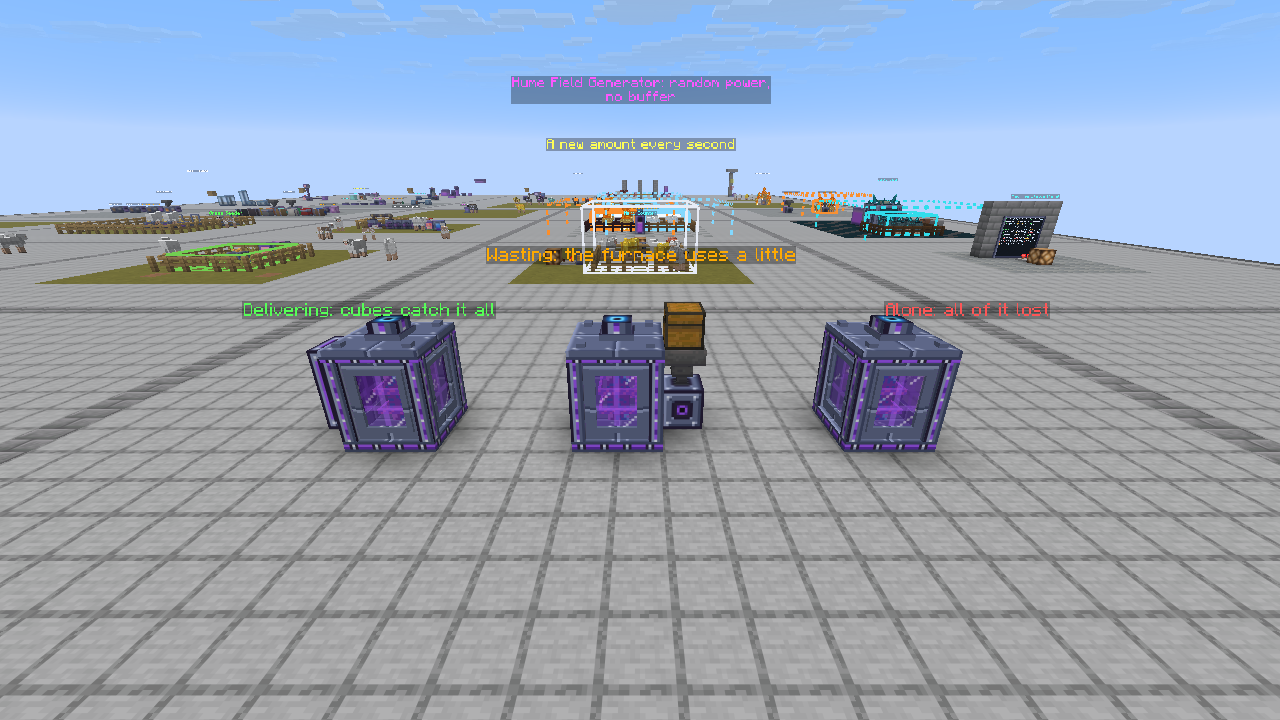 Hume Field Generator: random power,
no buffer
A new amount every second
Wasting: the furnace uses a little
Delivering: cubes catch it all
Alone: all of it lost